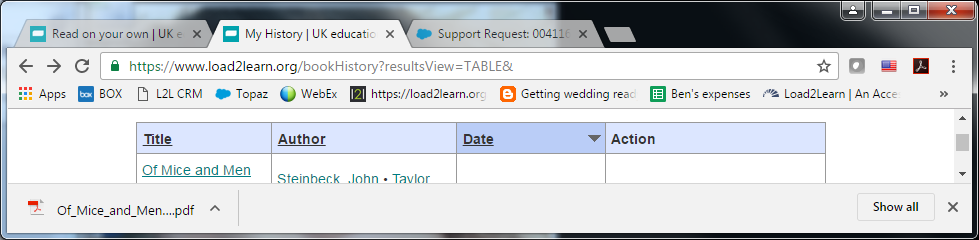 Read on your own | UK e
My History | UK educatio
Support Request: 004116
https://www.load2learn.org/bookHistory?resultsView=TABLE&
Apps
BOX
L2L CRM
Topaz
WebEx
https://load2learn.org
Getting wedding read
Ben's expenses
Load2Learn | An Acce
»
Title
Author
Date
Action
Of Mice and Men
Steinbeck, John • Taylor
Of_Mice_and_Men....pdf
Show all